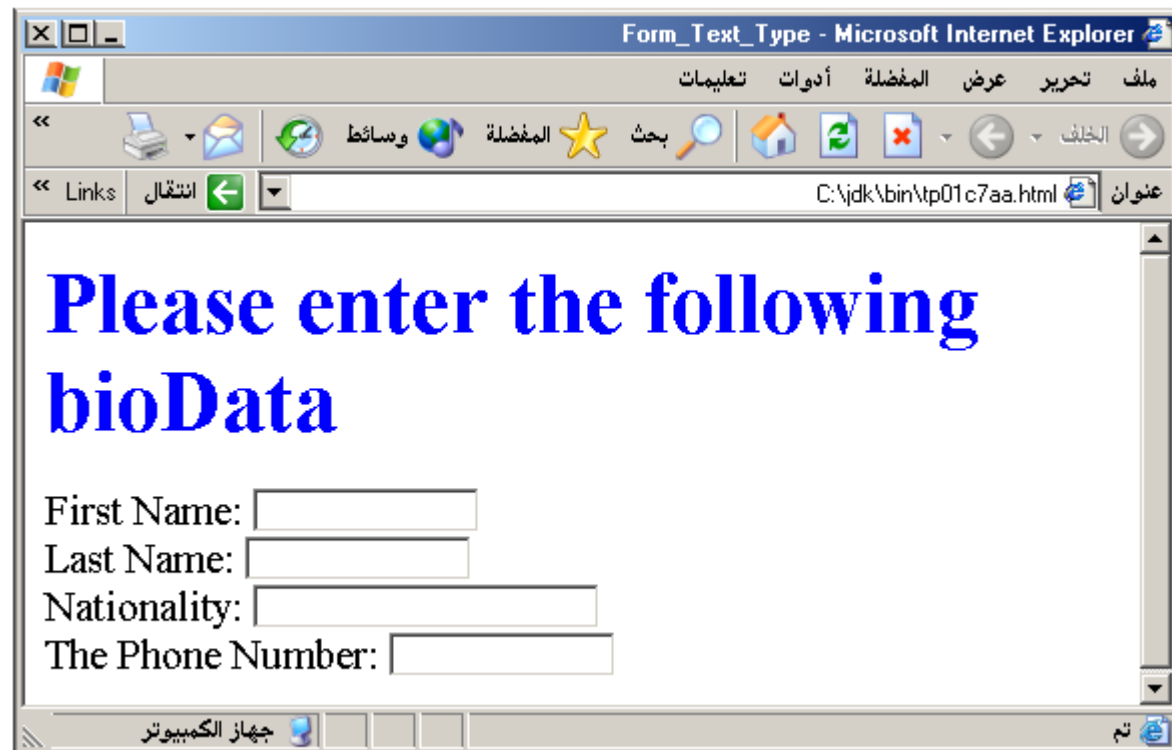 Form_Text_Type - Microsoft Internet Explorer
ملف تحرير عرض المفضلة أدوات تعليمات
الخلف بحث المفضلة وسائط »
عنوان C:\jdk\bin\tp01c7aa.html انتقال Links »
Please enter the following
bioData
First Name:
Last Name:
Nationality:
The Phone Number:
تم جهاز الكمبيوتر